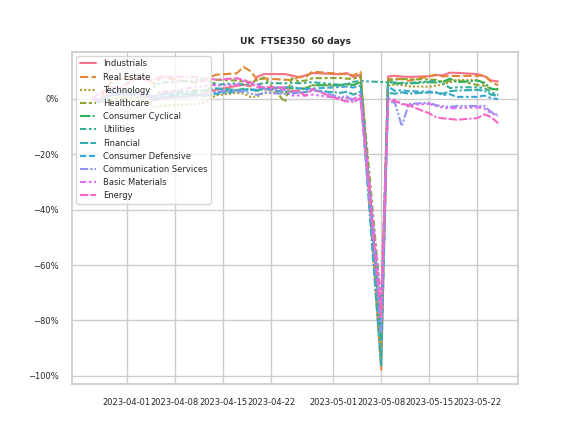 UK  FTSE350  60 days
Industrials
Real Estate
Technology
Healthcare
Consumer Cyclical
Utilities
Financial
Consumer Defensive
Communication Services
Basic Materials
Energy
0%
−20%
−40%
−60%
−80%
−100%
2023-04-01 2023-04-08 2023-04-15 2023-04-22 2023-05-01 2023-05-08 2023-05-15 2023-05-22